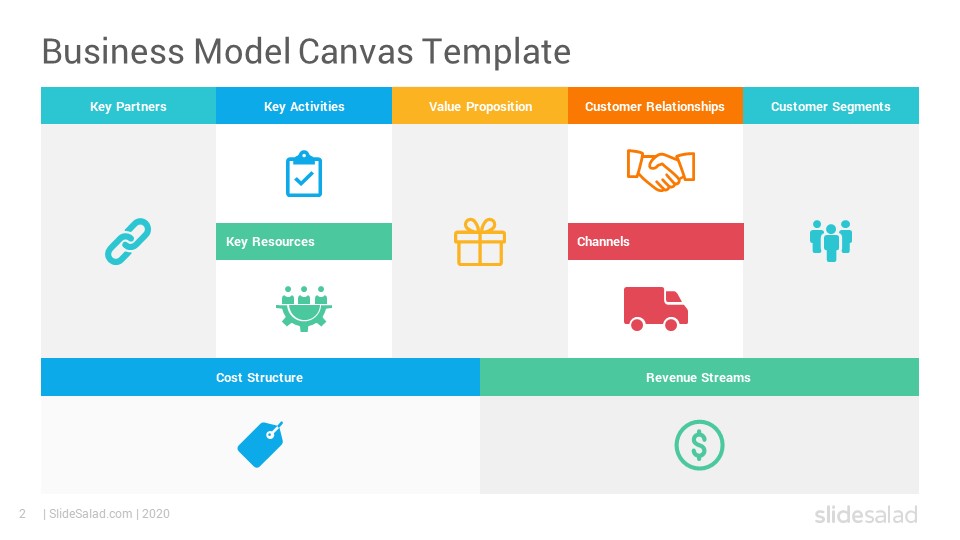 Business Model Canvas Template
Key Partners
Key Activities
Value Proposition
Customer Relationships
Customer Segments
Key Resources
Channels
Cost Structure
Revenue Streams
$
2 | SlideSalad.com | 2020
slidesalad